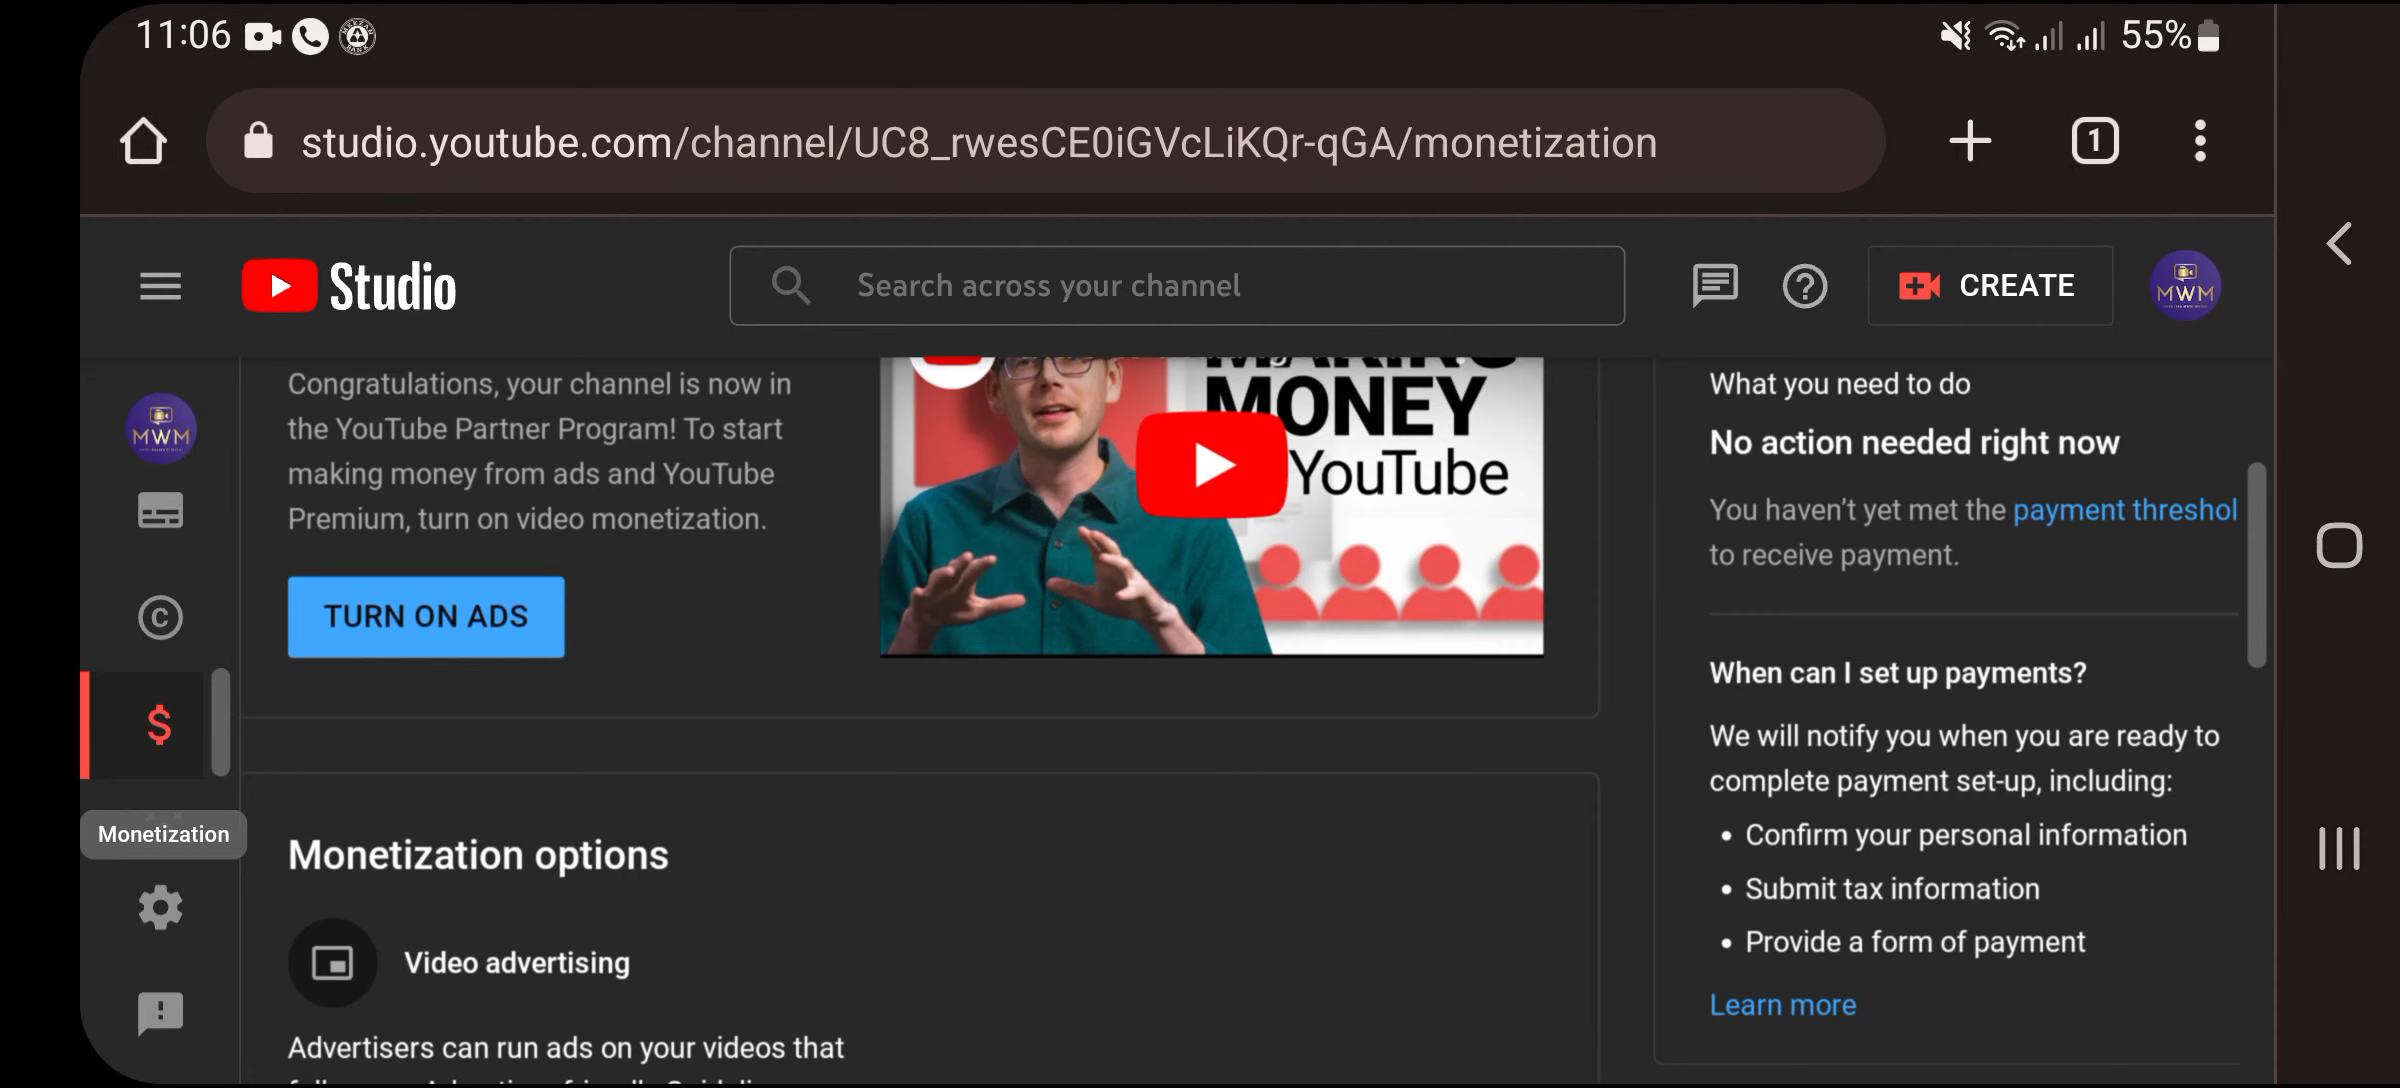 11:06
55%
studio.youtube.com/channel/UC8_rwesCE0iGVcLiKQr-qGA/monetization
1
Studio
Search across your channel
CREATE
MWM
MWM
Congratulations, your channel is now in
the YouTube Partner Program! To start
making money from ads and YouTube
Premium, turn on video monetization.
TURN ON ADS
MAKING
MONEY
YouTube
What you need to do
No action needed right now
You haven't yet met the payment threshol
to receive payment.
When can I set up payments?
We will notify you when you are ready to
complete payment set-up, including:
• Confirm your personal information
• Submit tax information
• Provide a form of payment
Learn more
Monetization
Monetization options
Video advertising
Advertisers can run ads on your videos that